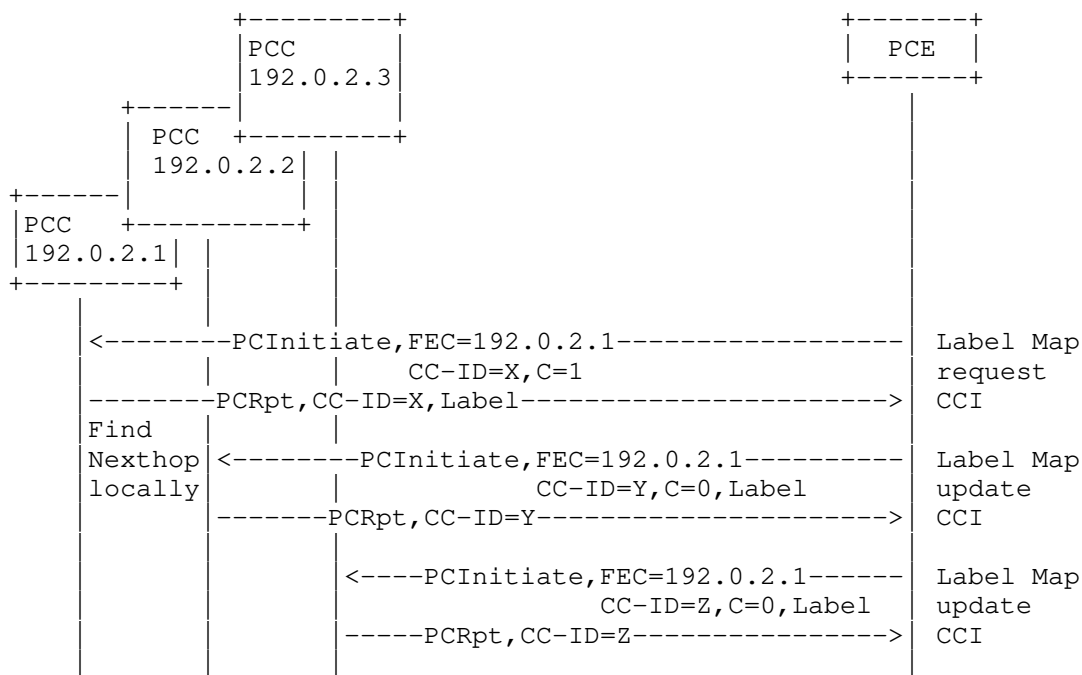 PCC
192.0.2.3
PCE
PCC
192.0.2.2
PCC
192.0.2.1
<--------PCInitiate,FEC=192.0.2.1------------------ Label Map
CC-ID=X,C=1 request
--------PCRpt,CC-ID=X,Label-----------------------> CCI
Find
Nexthop <--------PCInitiate,FEC=192.0.2.1---------- Label Map
locally CC-ID=Y,C=0,Label update
-------PCRpt,CC-ID=Y----------------------> CCI
<----PCInitiate,FEC=192.0.2.1------ Label Map
CC-ID=Z,C=0,Label update
-----PCRpt,CC-ID=Z----------------> CCI